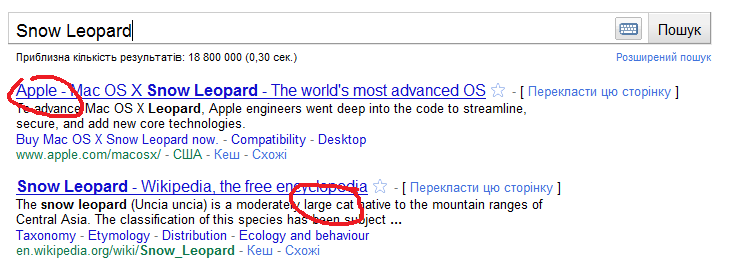 Snow Leopard
Пошук
Приблизна кількість результатів: 18 800 000 (0,30 сек.)
Розширений пошук
Apple - Mac OS X Snow Leopard - The world's most advanced OS - [ Перекласти цю сторінку ]
To advance Mac OS X Leopard, Apple engineers went deep into the code to streamline,
secure, and add new core technologies.
Buy Mac OS X Snow Leopard now. - Compatibility - Desktop
www.apple.com/macosx/ - США - Кеш - Схожі
Snow Leopard - Wikipedia, the free encyclopedia - [ Перекласти цю сторінку ]
The snow leopard (Uncia uncia) is a moderately large cat native to the mountain ranges of
Central Asia. The classification of this species has been subject ...
Taxonomy - Etymology - Distribution - Ecology and behaviour
en.wikipedia.org/wiki/Snow_Leopard - Кеш - Схожі